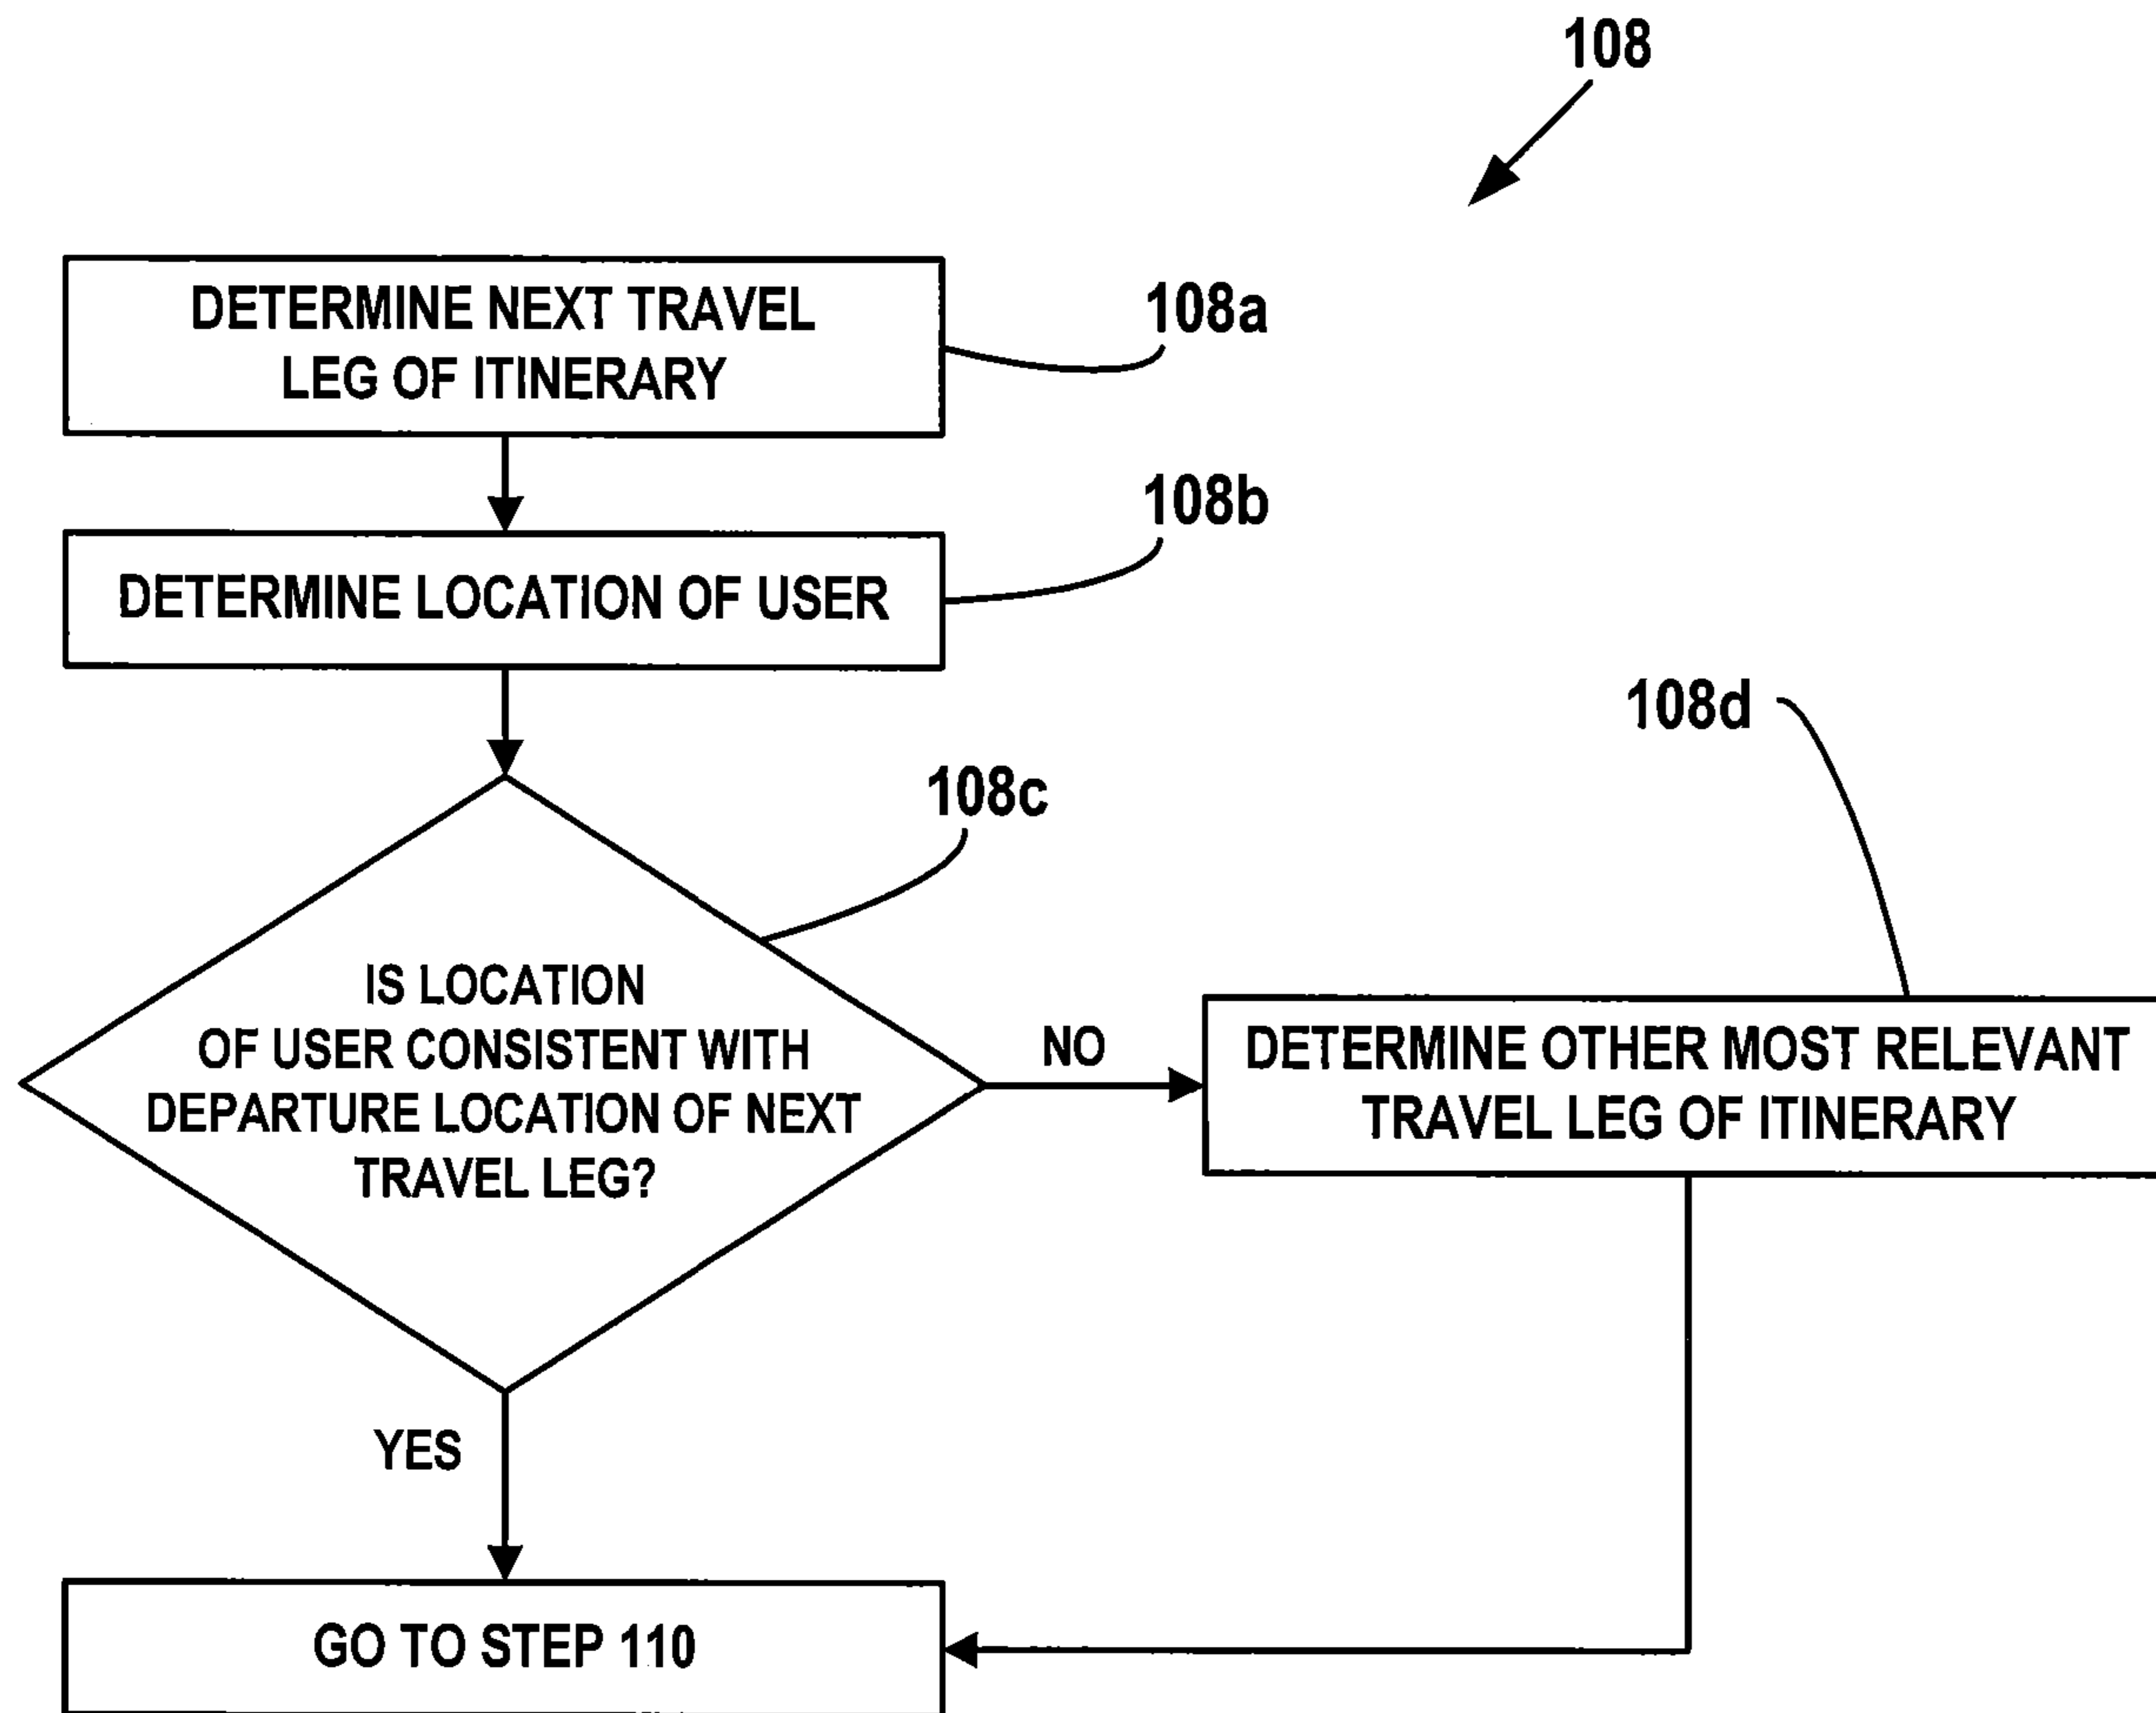 108
DETERMINE NEXT TRAVEL
LEG OF ITINERARY
108a
DETERMINE LOCATION OF USER
108b
IS LOCATION
OF USER CONSISTENT WITH
DEPARTURE LOCATION OF NEXT
TRAVEL LEG?
108c
NO
DETERMINE OTHER MOST RELEVANT
TRAVEL LEG OF ITINERARY
108d
YES
GO TO STEP 110